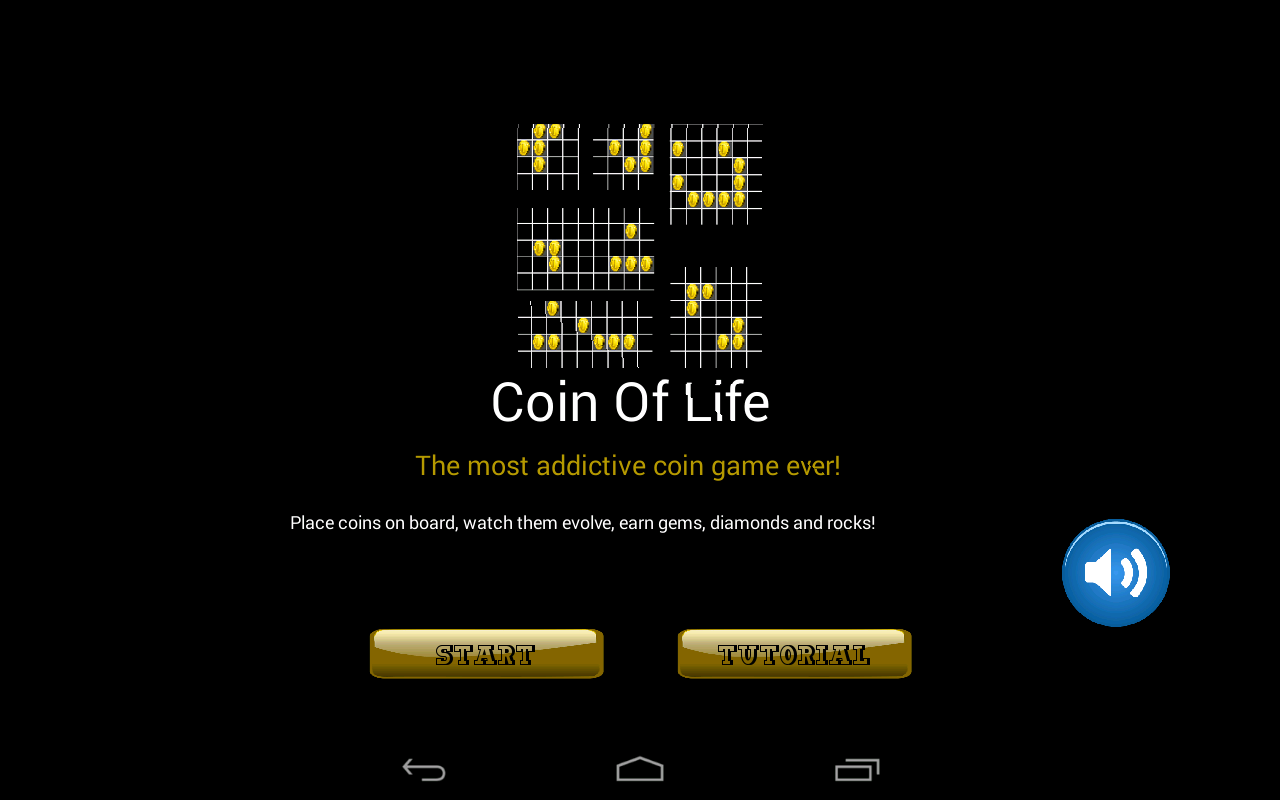 Coin Of Life
The most addictive coin game ever!
Place coins on board, watch them evolve, earn gems, diamonds and rocks!
START
TUTORIAL